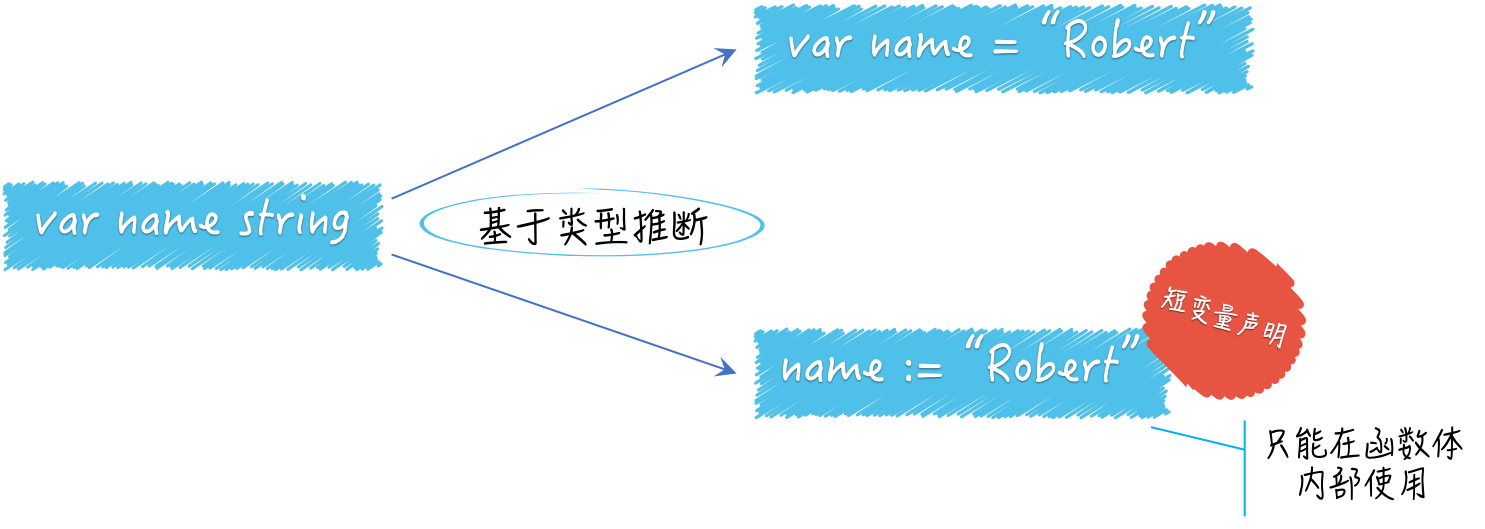 var name = “Robert”
var name string
基于类型推断
短变量声明
name := “Robert”
只能在函数体
内部使用